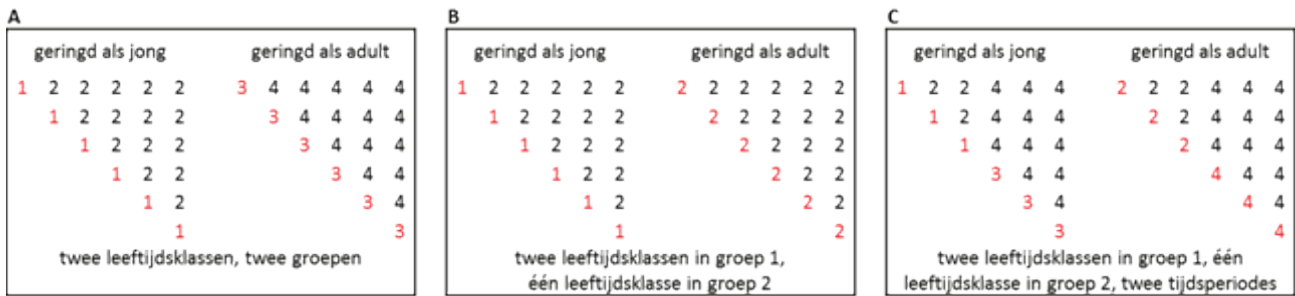 A
geringd als jong geringd als adult
1 2 2 2 2 2 3 4 4 4 4 4
1 2 2 2 2 3 4 4 4 4
1 2 2 2 3 4 4 4
1 2 2 3 4 4
1 2 3 4
1 3
twee leeftijdsklassen, twee groepen
B
geringd als jong geringd als adult
1 2 2 2 2 2 2 2 2 2 2 2
1 2 2 2 2 2 2 2 2 2
1 2 2 2 2 2 2 2
1 2 2 2 2 2
1 2 2 2
1 2
twee leeftijdsklassen in groep 1,
één leeftijdsklasse in groep 2
C
geringd als jong geringd als adult
1 2 2 4 4 4 2 2 2 4 4 4
1 2 4 4 4 2 2 4 4 4
1 4 4 4 2 4 4 4
3 4 4 4 4 4
3 4 4 4
3 4
twee leeftijdsklassen in groep 1, één
leeftijdsklasse in groep 2, twee tijdsperiodes